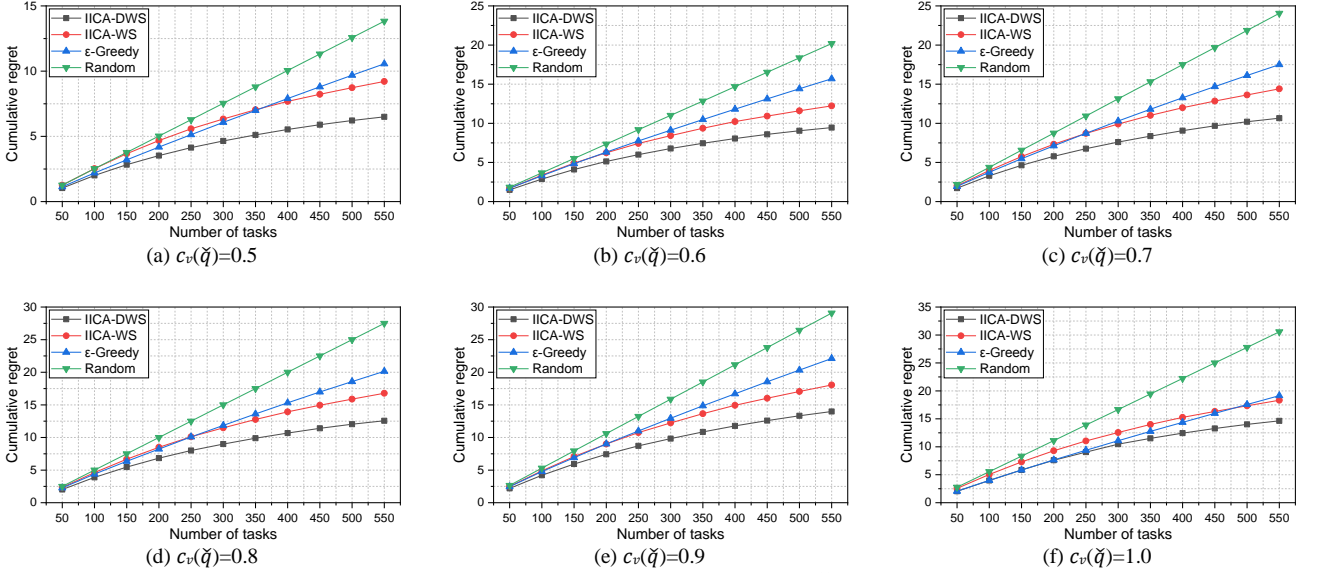 15
10
5
0
Cumulative regret
IICA-DWS
IICA-WS
ε-Greedy
Random
50 100 150 200 250 300 350 400 450 500 550
Number of tasks
(a) cᵥ(q̌)=0.5
25
20
15
10
5
0
Cumulative regret
IICA-DWS
IICA-WS
ε-Greedy
Random
50 100 150 200 250 300 350 400 450 500 550
Number of tasks
(b) cᵥ(q̌)=0.6
25
20
15
10
5
0
Cumulative regret
IICA-DWS
IICA-WS
ε-Greedy
Random
50 100 150 200 250 300 350 400 450 500 550
Number of tasks
(c) cᵥ(q̌)=0.7
30
25
20
15
10
5
0
Cumulative regret
IICA-DWS
IICA-WS
ε-Greedy
Random
50 100 150 200 250 300 350 400 450 500 550
Number of tasks
(d) cᵥ(q̌)=0.8
30
25
20
15
10
5
0
Cumulative regret
IICA-DWS
IICA-WS
ε-Greedy
Random
50 100 150 200 250 300 350 400 450 500 550
Number of tasks
(e) cᵥ(q̌)=0.9
35
30
25
20
15
10
5
0
Cumulative regret
IICA-DWS
IICA-WS
ε-Greedy
Random
50 100 150 200 250 300 350 400 450 500 550
Number of tasks
(f) cᵥ(q̌)=1.0